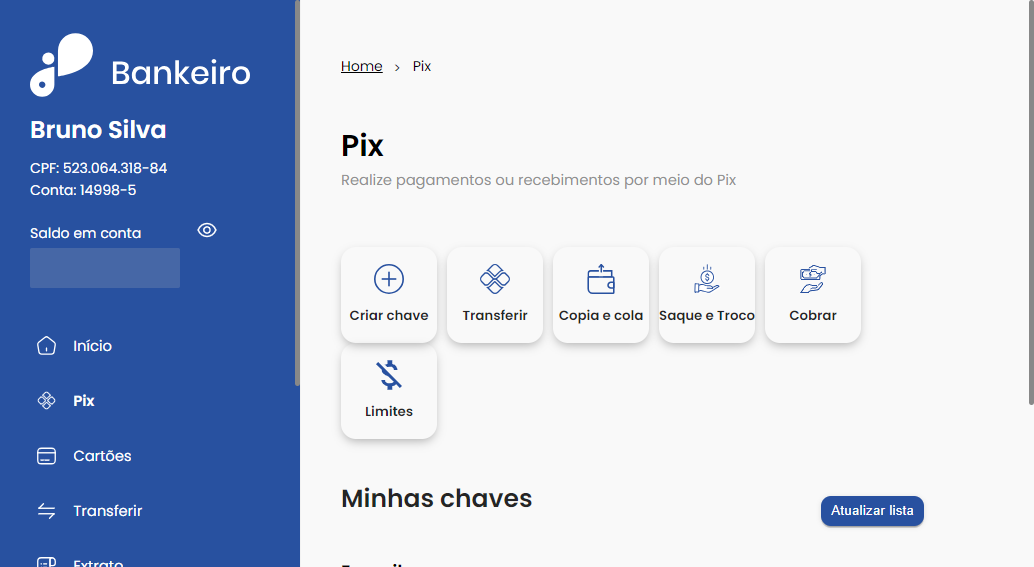 Bankeiro
Bruno Silva
CPF: 523.064.318-84
Conta: 14998-5
Saldo em conta
Início
Pix
Cartões
Transferir
Extrato
Home > Pix
Pix
Realize pagamentos ou recebimentos por meio do Pix
Criar chave
Transferir
Copia e cola
Saque e Troco
Cobrar
Limites
Minhas chaves
Atualizar lista